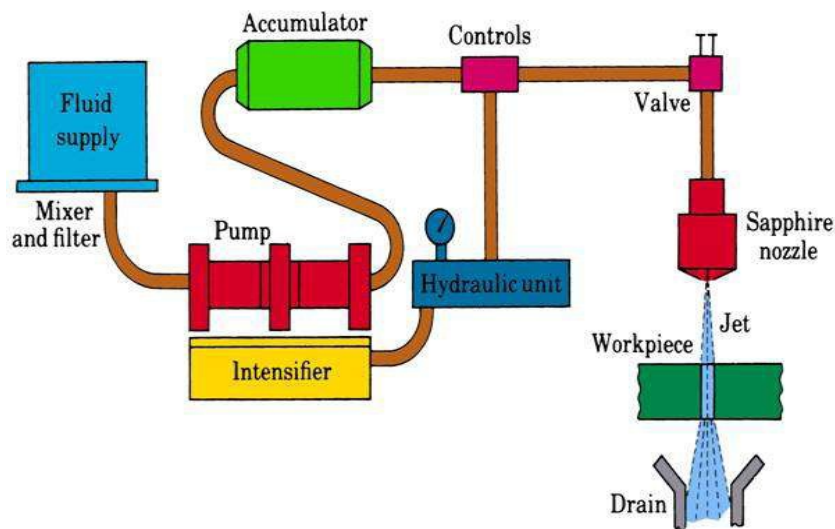 Accumulator
Controls
Fluid
supply
Valve
Mixer
and filter
Pump
Sapphire
nozzle
Hydraulic unit
Jet
Workpiece
Intensifier
Drain